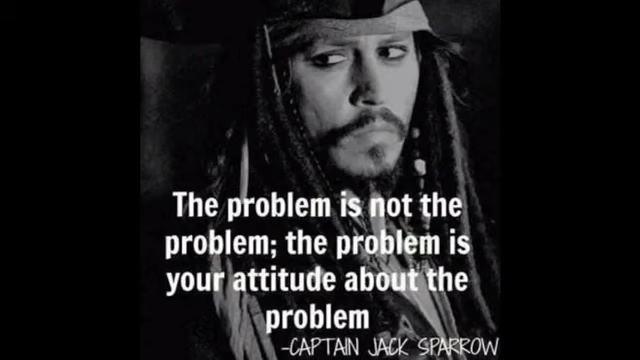 The problem is not the
problem; the problem is
your attitude about the
problem
-CAPTAIN JACK SPARROW